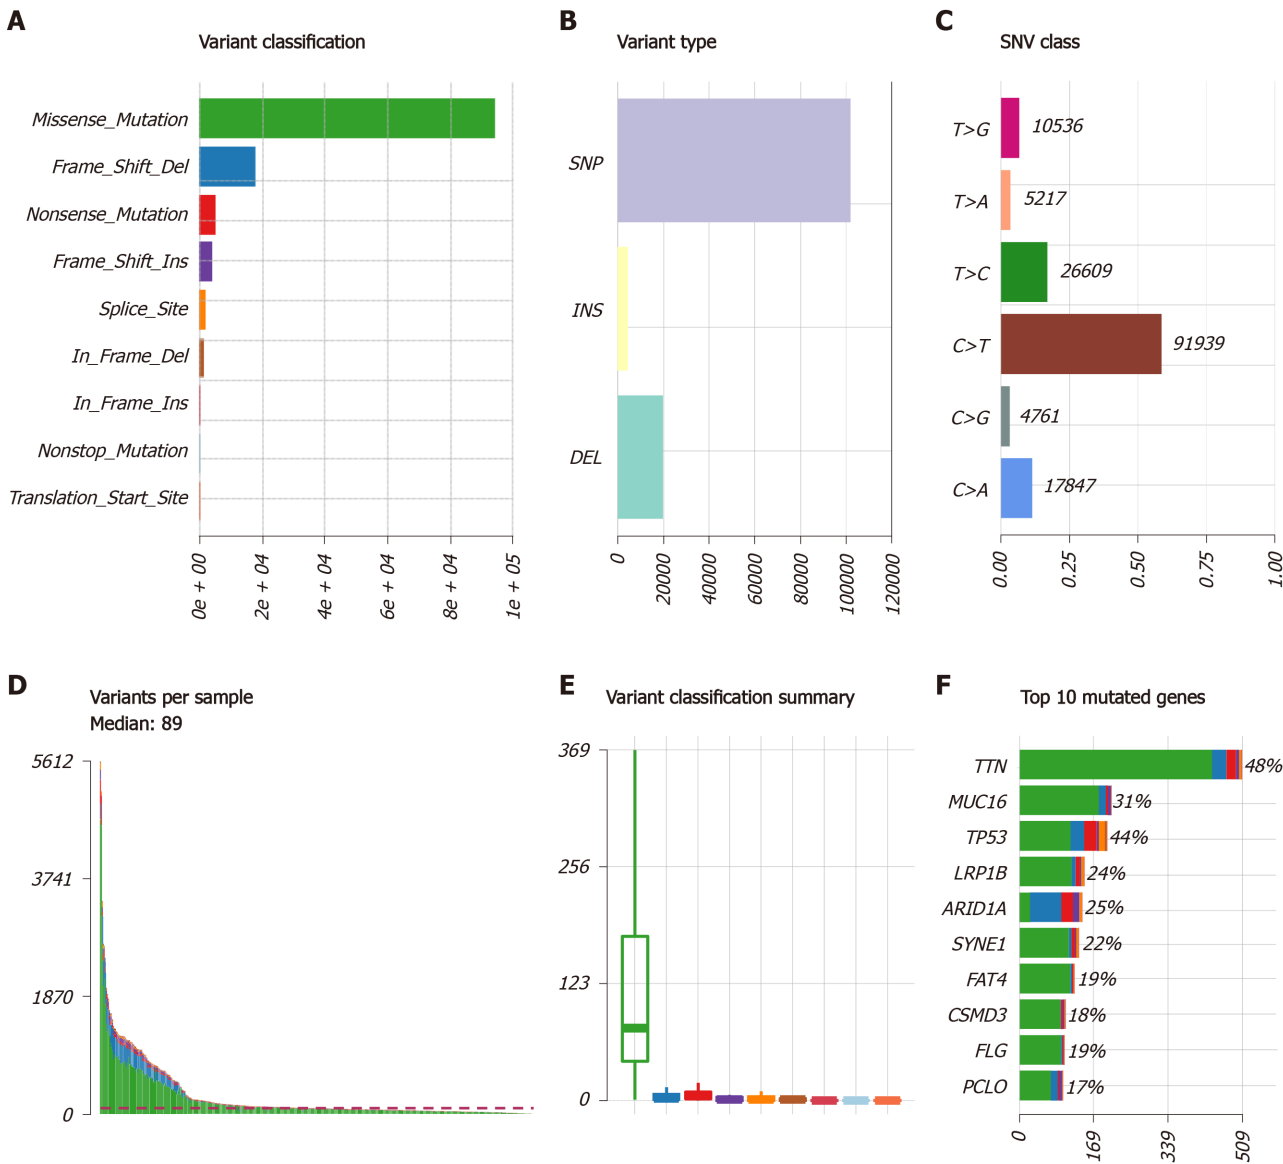 A
Variant classification
Missense_Mutation
Frame_Shift_Del
Nonsense_Mutation
Frame_Shift_Ins
Splice_Site
In_Frame_Del
In_Frame_Ins
Nonstop_Mutation
Translation_Start_Site
0e + 00
2e + 04
4e + 04
6e + 04
8e + 04
1e + 05
B
Variant type
SNP
INS
DEL
0
20000
40000
60000
80000
100000
120000
C
SNV class
T>G
10536
T>A
5217
T>C
26609
C>T
91939
C>G
4761
C>A
17847
0.00
0.25
0.50
0.75
1.00
D
Variants per sample
Median: 89
5612
3741
1870
0
E
Variant classification summary
369
256
123
0
F
Top 10 mutated genes
TTN
48%
MUC16
31%
TP53
44%
LRP1B
24%
ARID1A
25%
SYNE1
22%
FAT4
19%
CSMD3
18%
FLG
19%
PCLO
17%
0
169
339
509